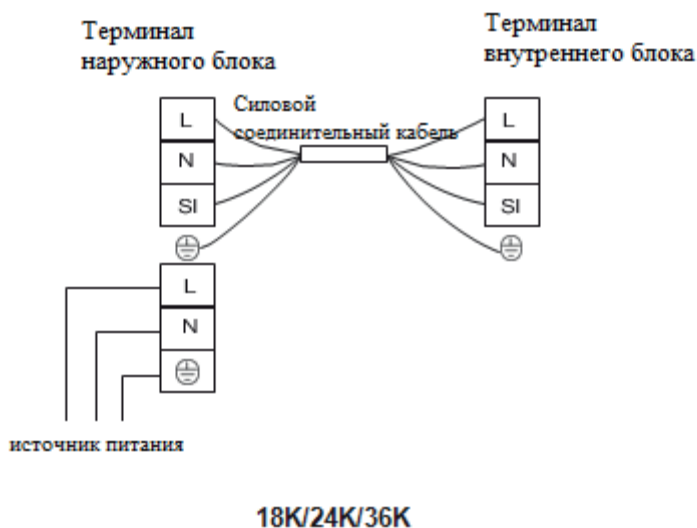 Терминал
наружного блока
Терминал
внутреннего блока
Силовой
соединительный кабель
L
N
SI
L
N
SI
L
N
источник питания
18K/24K/36K